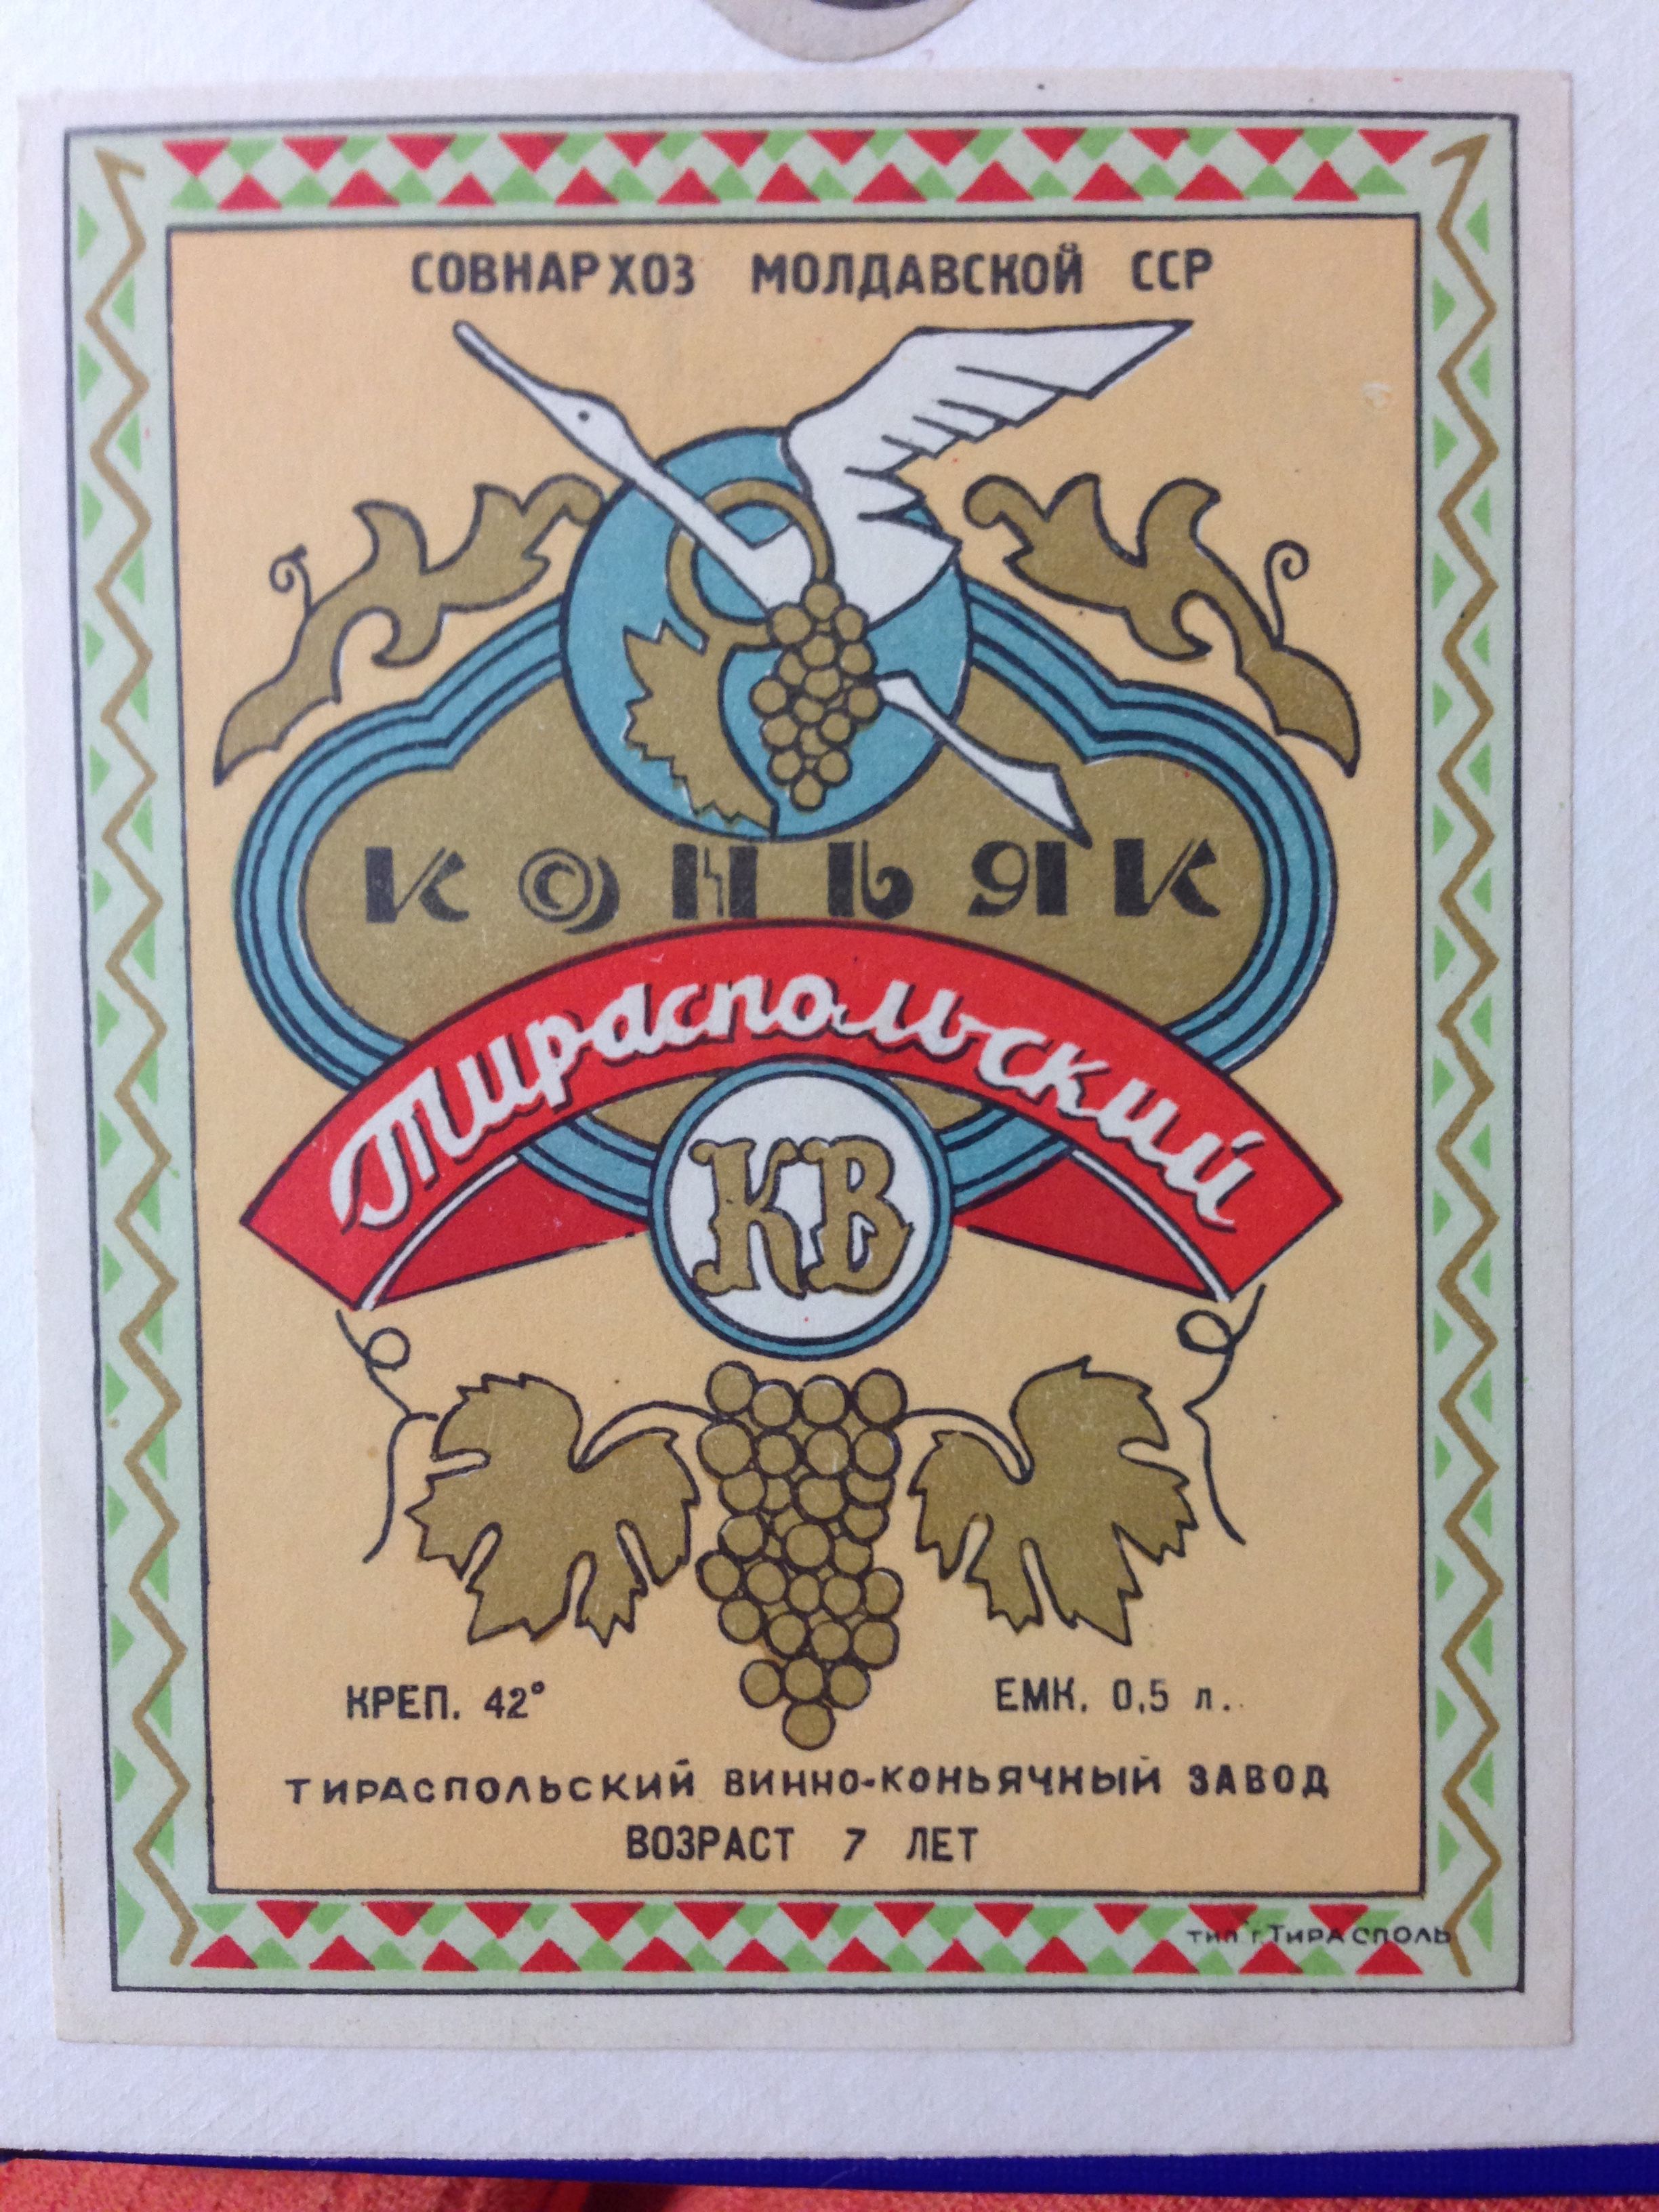 СОВНАРХОЗ МОЛДАВСКОЙ ССР
КОНЬЯК
Тираспольский
КВ
КРЕП. 42° ЕМК. 0,5 л.
ТИРАСПОЛЬСКИЙ ВИННО-КОНЬЯЧНЫЙ ЗАВОД
ВОЗРАСТ 7 ЛЕТ
тип г. Тирасполь